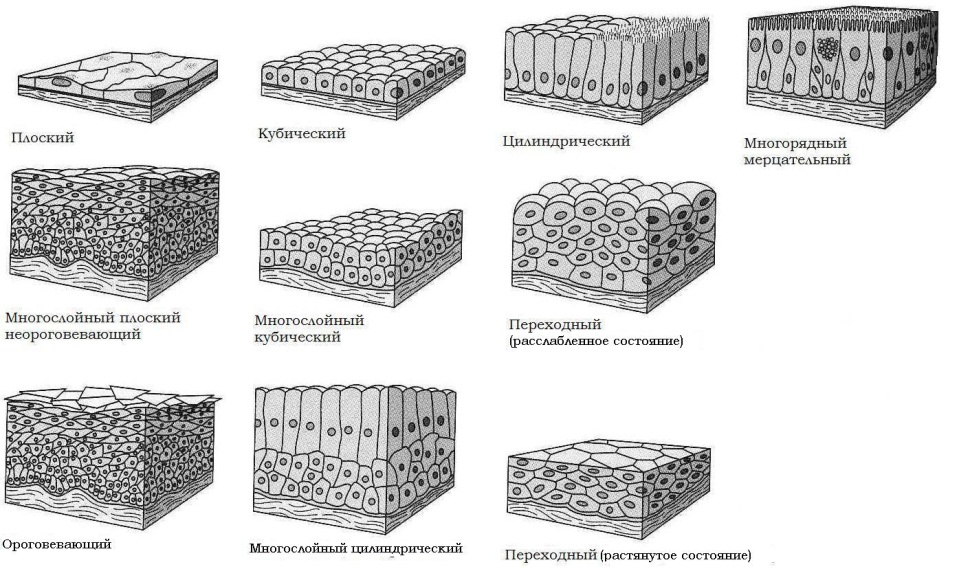 Плоский
Кубический
Цилиндрический
Многорядный
мерцательный
Многослойный плоский
неороговевающий
Многослойный
кубический
Переходный
(расслабленное состояние)
Ороговевающий
Многослойный цилиндрический
Переходный (растянутое состояние)